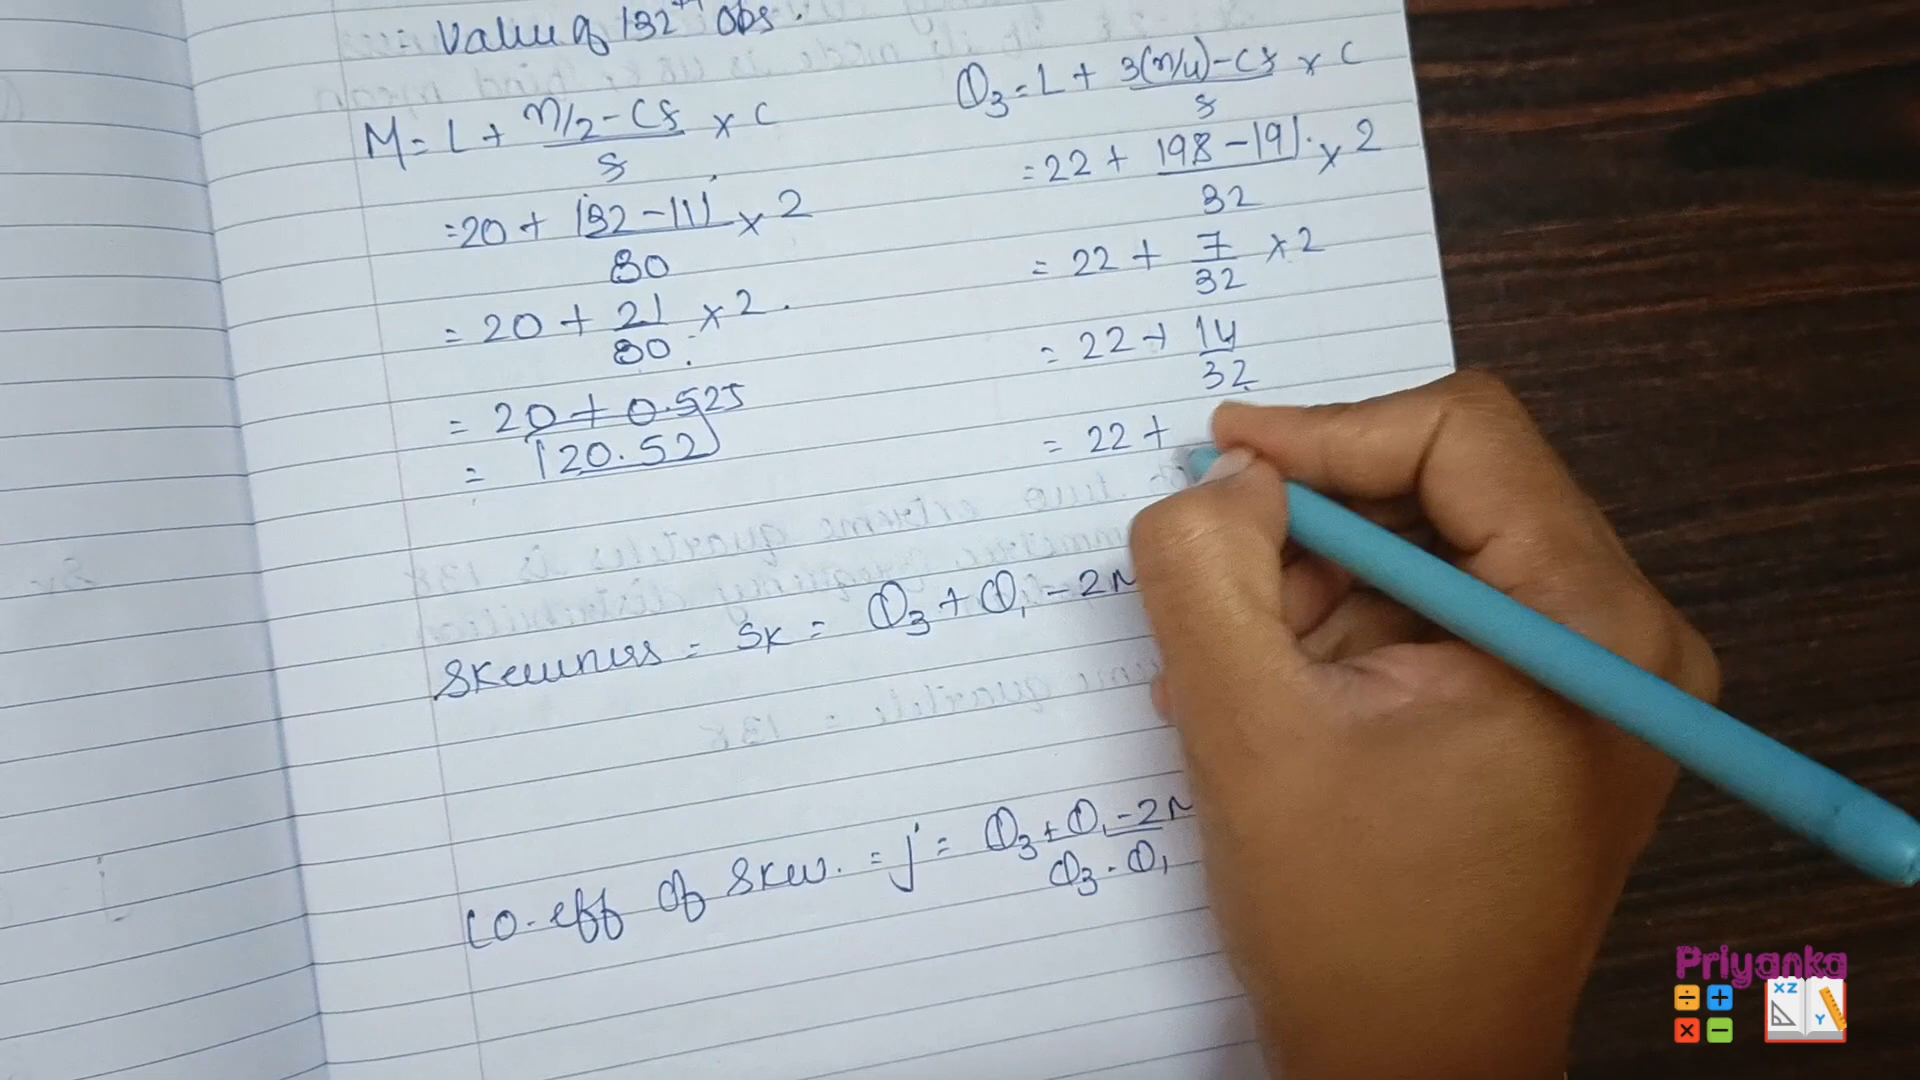 = Value of 132th obs.
M = L + n/2 - cf / f x c
= 20 + 132 - 111 / 80 x 2
= 20 + 21 / 80 x 2.
= 20 + 0.525
= 20.52
Q3 = L + 3(n/4) - cf / f x c
= 22 + 198 - 191 / 32 x 2
= 22 + 7 / 32 x 2
= 22 + 14 / 32
= 22 +
Skewness = SK = Q3 + Q1 - 2M
co-eff of Skew. = j = Q3 + Q1 - 2M / Q3 - Q1
Priyanka
XZ
Y